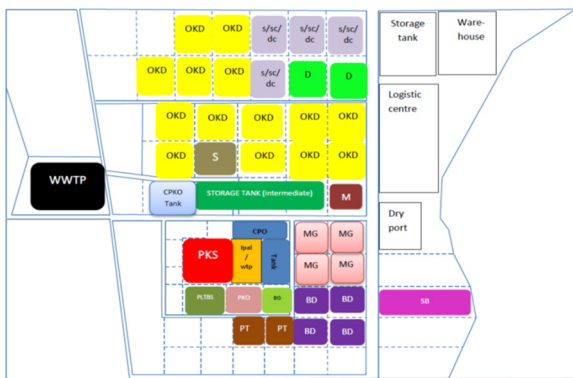 OKD OKD s/sc/ s/sc/ s/sc/
dc dc dc
OKD OKD OKD s/sc/ D D
dc
OKD OKD OKD OKD OKD
OKD S OKD OKD OKD
WWTP
CPKO
Tank
STORAGE TANK (intermediate)
M
CPO
PKS
Ipal
/
wtp
Tank
MG MG
MG MG
PLTBS PKO BG BD BD
PT PT BD BD
Storage
tank
Ware-
house
Logistic
centre
Dry
port
SB